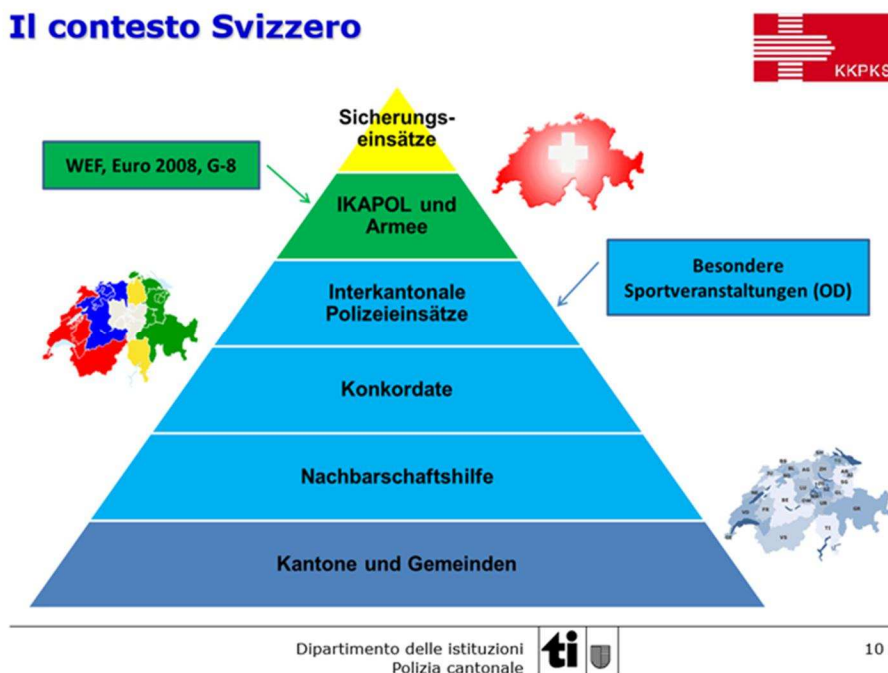 Il contesto Svizzero
KKPKS
Sicherungs-
einsätze
WEF, Euro 2008, G-8
IKAPOL und
Armee
Besondere
Sportveranstaltungen (OD)
Interkantonale
Polizeieinsätze
Konkordate
Nachbarschaftshilfe
Kantone und Gemeinden
Dipartimento delle istituzioni
Polizia cantonale
ti
10